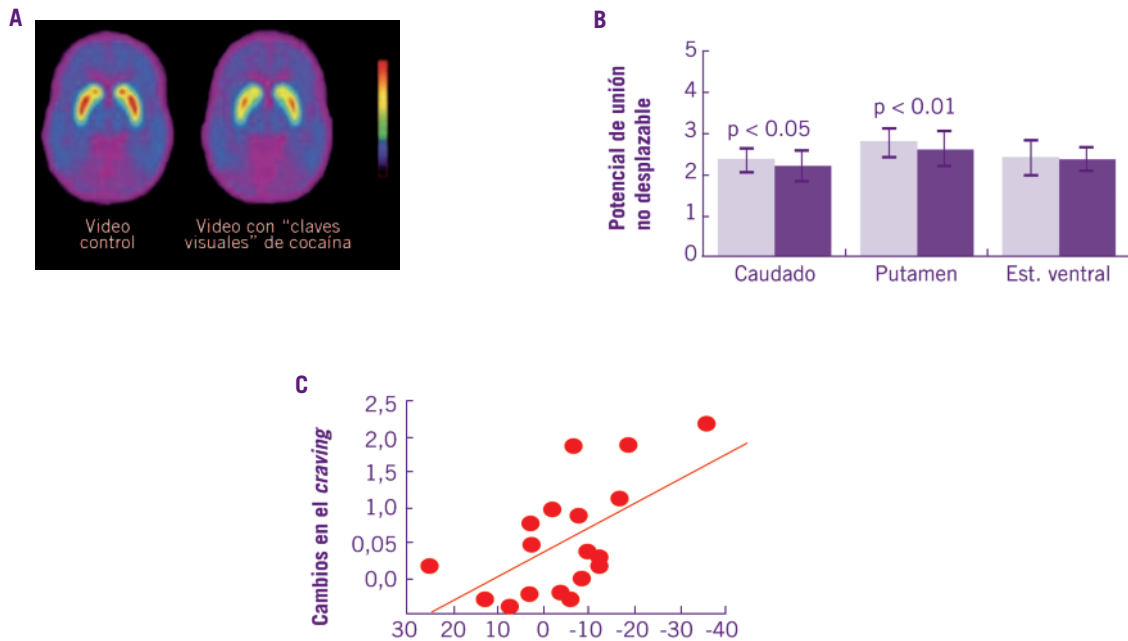 A
Video
control
Video con “claves
visuales” de cocaína
B
Potencial de unión
no desplazable
5
4
3
2
1
0
p < 0.05
p < 0.01
Caudado
Putamen
Est. ventral
C
Cambios en el craving
2,5
2,0
1,5
1,0
0,05
0,0
30 20 10 0 -10 -20 -30 -40